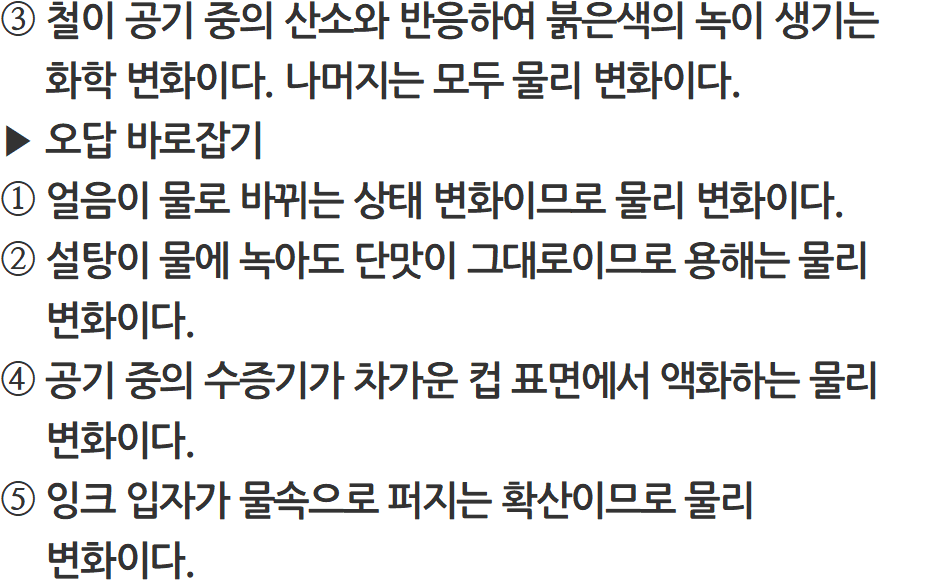 ③ 철이 공기 중의 산소와 반응하여 붉은색의 녹이 생기는
화학 변화이다. 나머지는 모두 물리 변화이다.
▶ 오답 바로잡기
① 얼음이 물로 바뀌는 상태 변화이므로 물리 변화이다.
② 설탕이 물에 녹아도 단맛이 그대로이므로 용해는 물리
변화이다.
④ 공기 중의 수증기가 차가운 컵 표면에서 액화하는 물리
변화이다.
⑤ 잉크 입자가 물속으로 퍼지는 확산이므로 물리
변화이다.